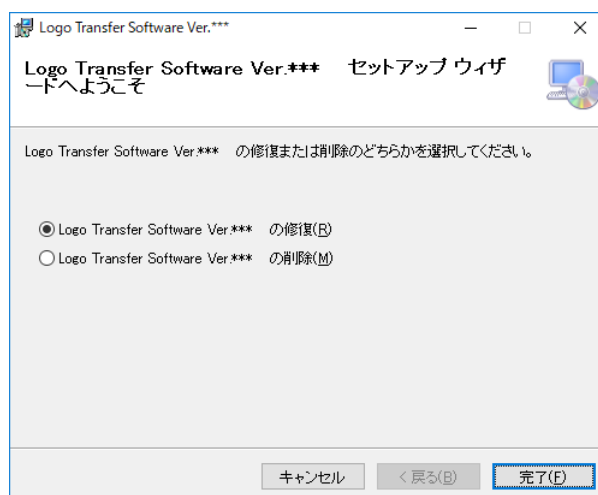 Logo Transfer Software Ver.***
Logo Transfer Software Ver.*** セットアップ ウィザ
ードへようこそ
Logo Transfer Software Ver.*** の修復または削除のどちらかを選択してください。
Logo Transfer Software Ver.*** の修復(R)
Logo Transfer Software Ver.*** の削除(M)
キャンセル
< 戻る(B)
完了(F)